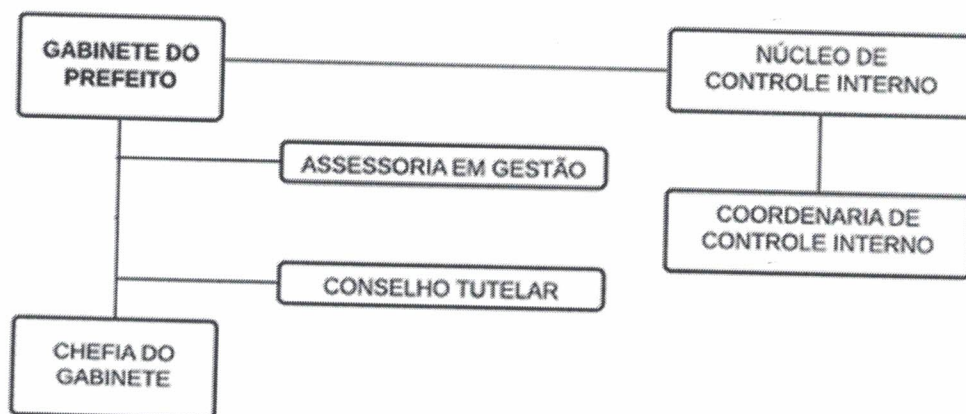 GABINETE DO
PREFEITO
NÚCLEO DE
CONTROLE INTERNO
ASSESSORIA EM GESTÃO
COORDENARIA DE
CONTROLE INTERNO
CONSELHO TUTELAR
CHEFIA DO
GABINETE